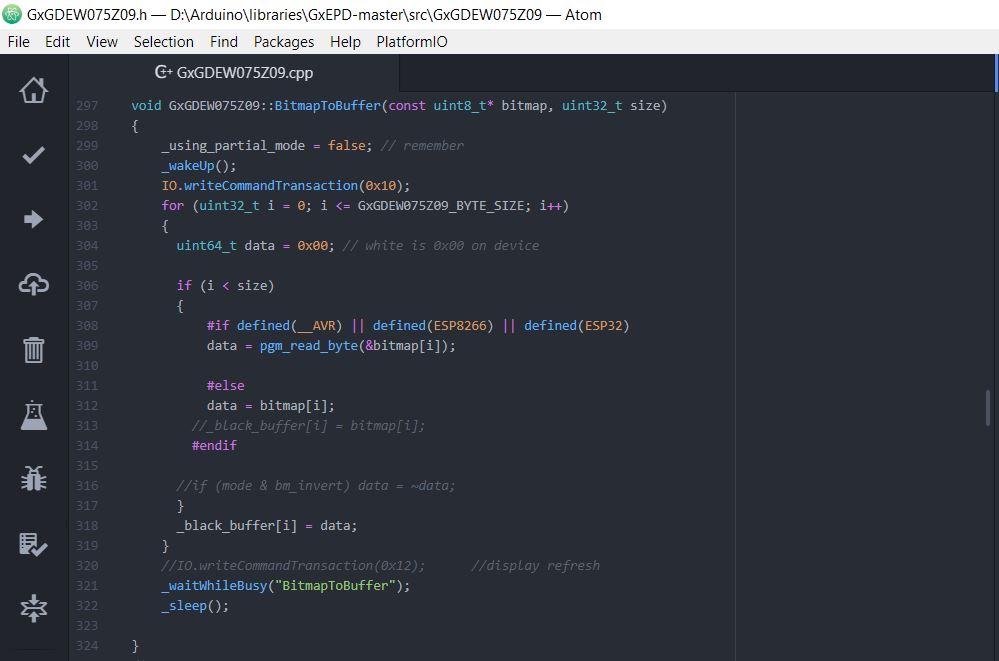 GxGDEW075Z09.h — D:\Arduino\libraries\GxEPD-master\src\GxGDEW075Z09 — Atom
File Edit View Selection Find Packages Help PlatformIO
GxGDEW075Z09.cpp
297 void GxGDEW075Z09::BitmapToBuffer(const uint8_t* bitmap, uint32_t size)
298 {
299 _using_partial_mode = false; // remember
300 _wakeUp();
301 IO.writeCommandTransaction(0x10);
302 for (uint32_t i = 0; i <= GxGDEW075Z09_BYTE_SIZE; i++)
303 {
304 uint64_t data = 0x00; // white is 0x00 on device
305
306 if (i < size)
307 {
308 #if defined(__AVR) || defined(ESP8266) || defined(ESP32)
309 data = pgm_read_byte(&bitmap[i]);
310
311 #else
312 data = bitmap[i];
313 //_black_buffer[i] = bitmap[i];
314 #endif
315
316 //if (mode & bm_invert) data = ~data;
317 }
318 _black_buffer[i] = data;
319 }
320 //IO.writeCommandTransaction(0x12); //display refresh
321 _waitWhileBusy("BitmapToBuffer");
322 _sleep();
323
324 }